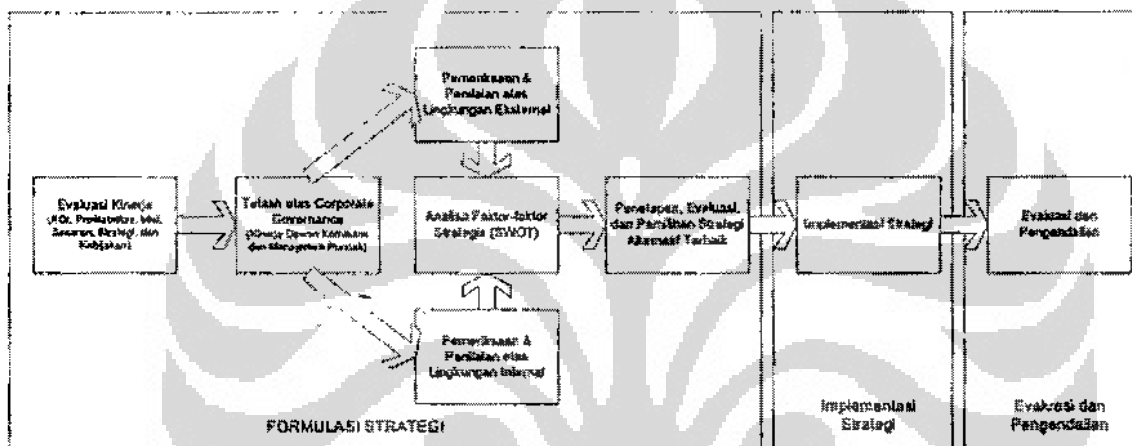 Pemeriksaan &
Penilaian atas
Lingkungan Eksternal
Evaluasi Kinerja
(ROI, Profitabilitas, Misi,
Sasaran, Strategi, dan
Kebijakan)
Telaah atas Corporate
Governance
(Kinerja Dewan Komisaris
dan Manajemen Puncak)
Analisa Faktor-faktor
Strategis (SWOT)
Penetapan, Evaluasi,
dan Pemilihan Strategi
Alternatif Terbaik
Implementasi Strategi
Evaluasi dan
Pengendalian
Pemeriksaan &
Penilaian atas
Lingkungan Internal
FORMULASI STRATEGI
Implementasi
Strategi
Evaluasi dan
Pengendalian